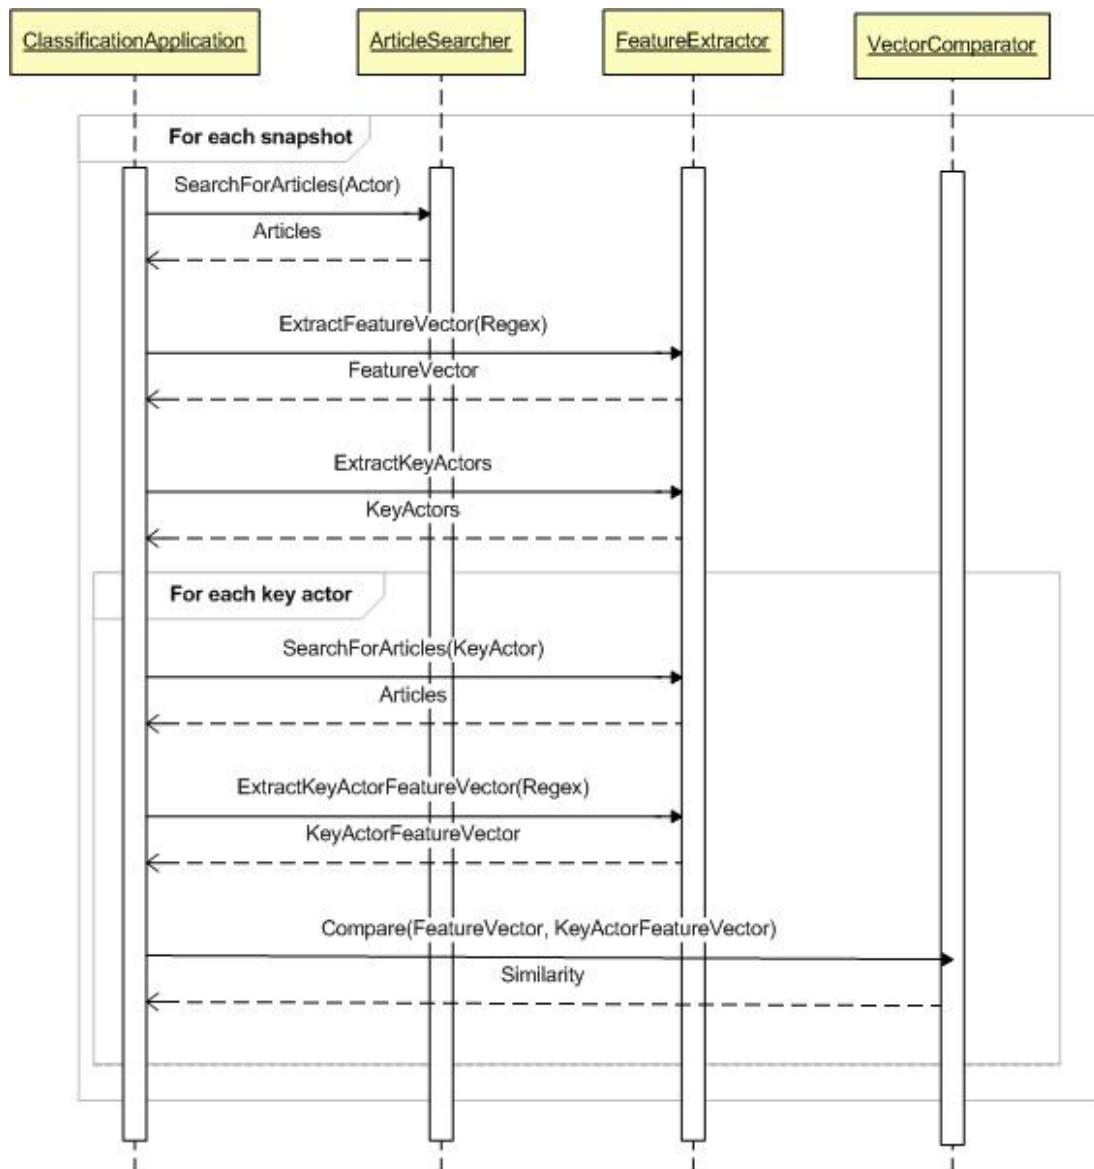 ClassificationApplication
ArticleSearcher
FeatureExtractor
VectorComparator
For each snapshot
SearchForArticles(Actor)
Articles
ExtractFeatureVector(Regex)
FeatureVector
ExtractKeyActors
KeyActors
For each key actor
SearchForArticles(KeyActor)
Articles
ExtractKeyActorFeatureVector(Regex)
KeyActorFeatureVector
Compare(FeatureVector, KeyActorFeatureVector)
Similarity